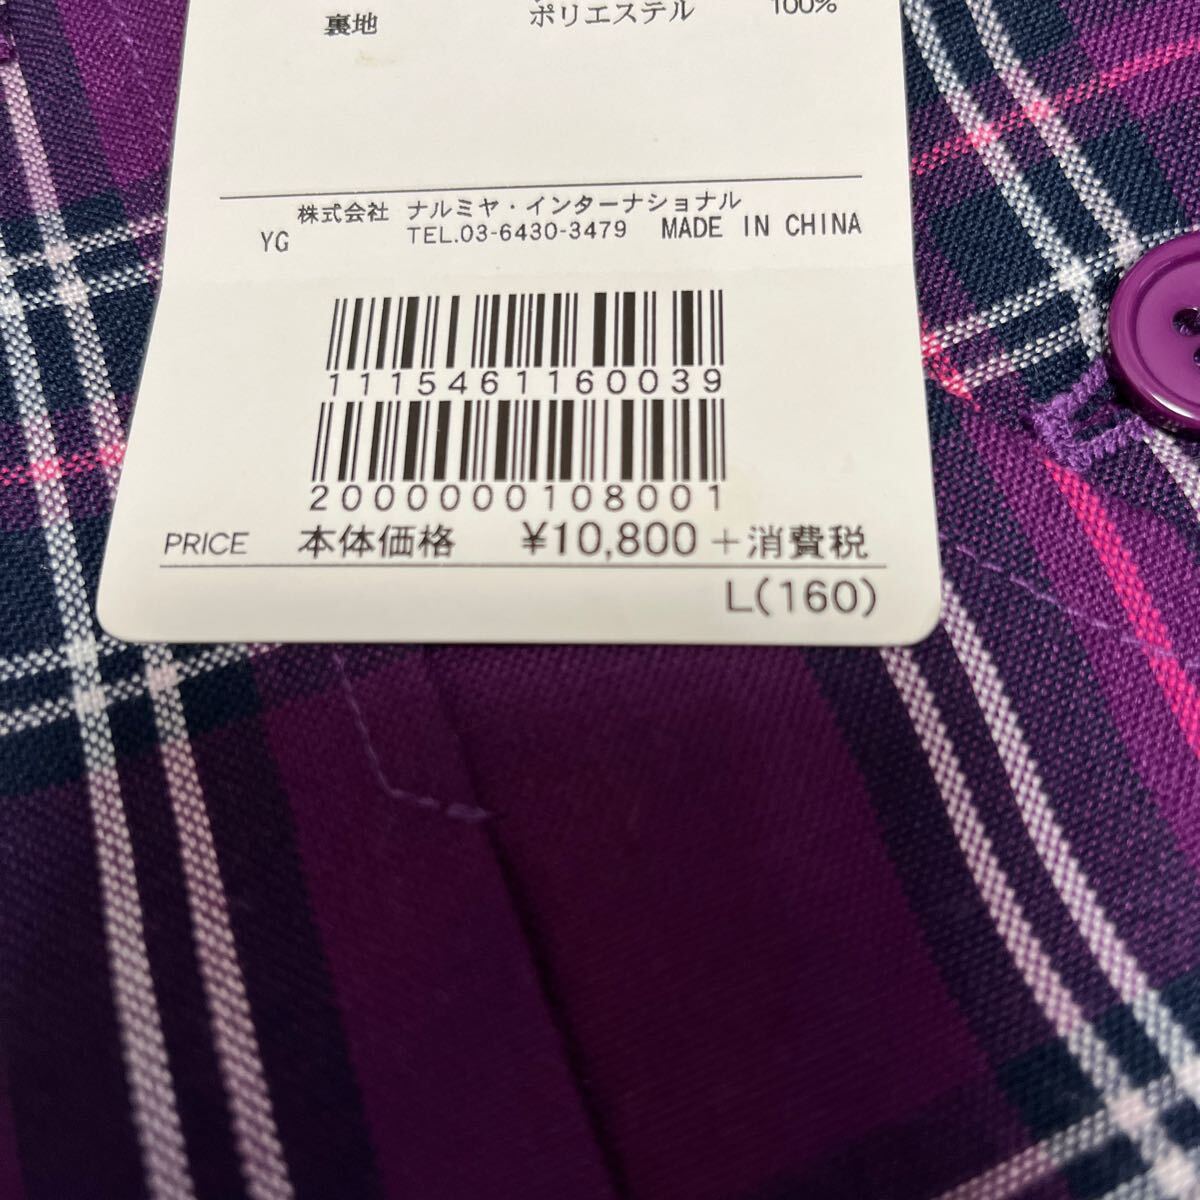 裏地 ポリエステル 100%
株式会社 ナルミヤ・インターナショナル
YG TEL.03-6430-3479 MADE IN CHINA
1115461160039
2000000108001
PRICE 本体価格 ¥10,800+消費税
L(160)